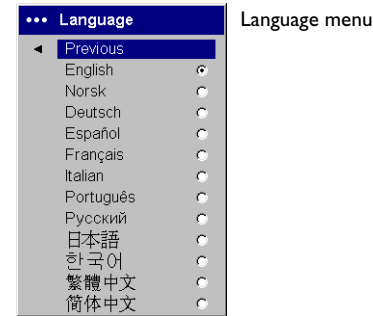 ••• Language
Language menu
Previous
English
Norsk
Deutsch
Español
Français
Italian
Português
Русский
日本語
한국어
繁體中文
简体中文